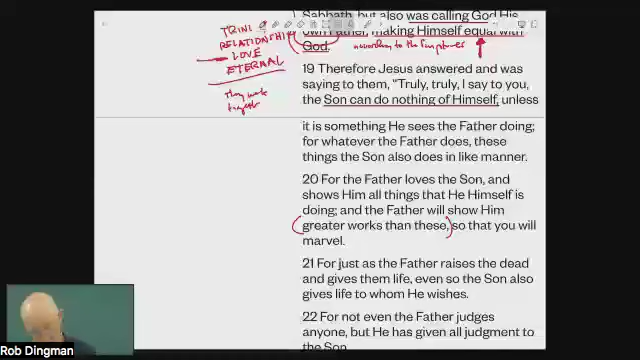 Sabbath, but also was calling God His
own Father, making Himself equal with
God.
according to the Scriptures
TRINI
RELATIONSHIP
LOVE
ETERNAL
They work
together
19 Therefore Jesus answered and was
saying to them, “Truly, truly, I say to you,
the Son can do nothing of Himself, unless
it is something He sees the Father doing;
for whatever the Father does, these
things the Son also does in like manner.
20 For the Father loves the Son, and
shows Him all things that He Himself is
doing; and the Father will show Him
greater works than these, so that you will
marvel.
21 For just as the Father raises the dead
and gives them life, even so the Son also
gives life to whom He wishes.
22 For not even the Father judges
anyone, but He has given all judgment to
the Son
Rob Dingman